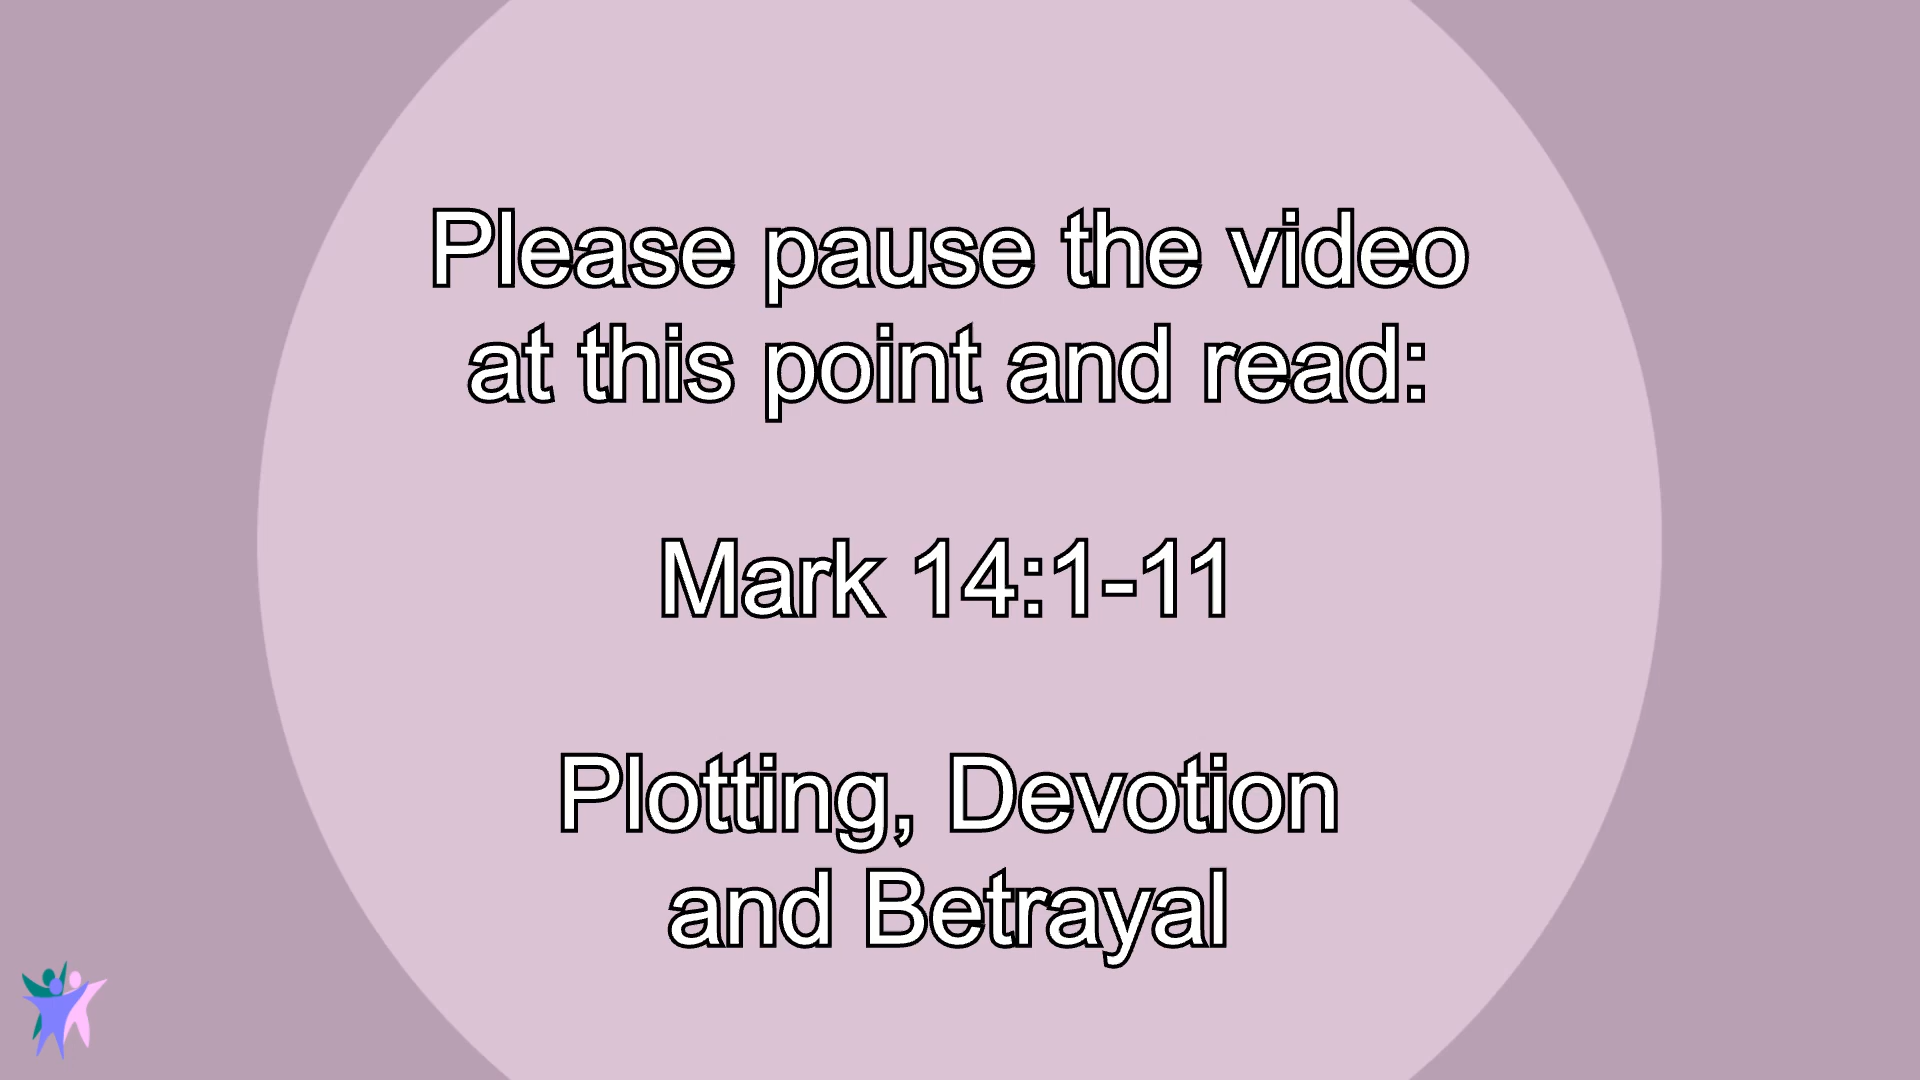 Please pause the video
at this point and read:
Mark 14:1-11
Plotting, Devotion
and Betrayal